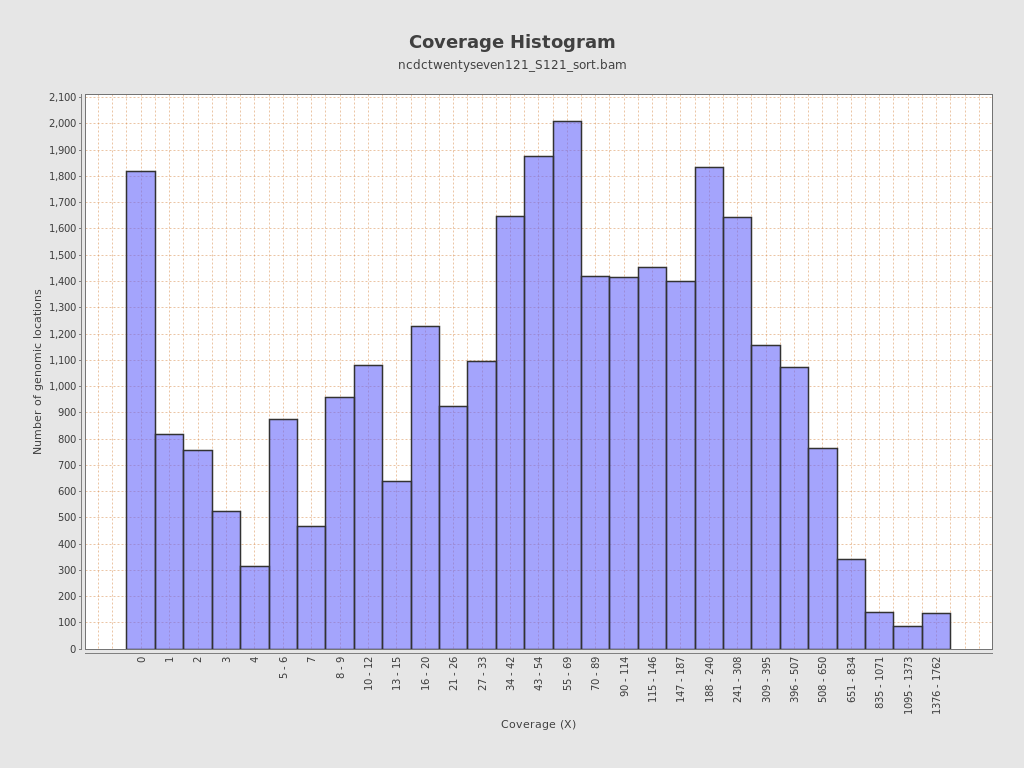 Coverage Histogram
ncdctwentyseven121_S121_sort.bam
Number of genomic locations
2,100
2,000
1,900
1,800
1,700
1,600
1,500
1,400
1,300
1,200
1,100
1,000
900
800
700
600
500
400
300
200
100
0
0
1
2
3
4
5 - 6
7
8 - 9
10 - 12
13 - 15
16 - 20
21 - 26
27 - 33
34 - 42
43 - 54
55 - 69
70 - 89
90 - 114
115 - 146
147 - 187
188 - 240
241 - 308
309 - 395
396 - 507
508 - 650
651 - 834
835 - 1071
1095 - 1373
1376 - 1762
Coverage (X)